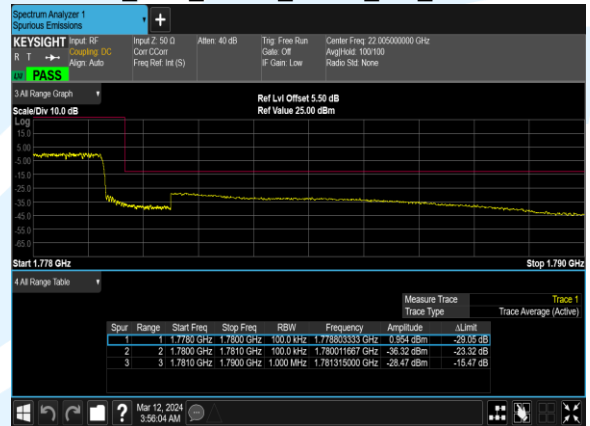 Spectrum Analyzer 1
Spurious Emissions
+
KEYSIGHT Input: RF Input Z: 50 Ω Atten: 40 dB Trig: Free Run Center Freq: 22.005000000 GHz
R T Coupling: DC Corr CCorr Gate: Off Avg|Hold: 100/100
Align: Auto Freq Ref: Int (S) IF Gain: Low Radio Std: None
PASS
3 All Range Graph
Ref Lvl Offset 5.50 dB
Scale/Div 10.0 dB Ref Value 25.00 dBm
Log
15.0
5.00
-5.00
-15.0
-25.0
-35.0
-45.0
-55.0
-65.0
Start 1.778 GHz Stop 1.790 GHz
4 All Range Table
Measure Trace Trace 1
Trace Type Trace Average (Active)
Spur Range Start Freq Stop Freq RBW Frequency Amplitude ΔLimit
1 1 1.7780 GHz 1.7800 GHz 100.0 kHz 1.778803333 GHz 0.954 dBm -29.05 dB
2 2 1.7800 GHz 1.7810 GHz 100.0 kHz 1.780011667 GHz -36.32 dBm -23.32 dB
3 3 1.7810 GHz 1.7900 GHz 1.000 MHz 1.781315000 GHz -28.47 dBm -15.47 dB
? Mar 12, 2024
3:56:04 AM